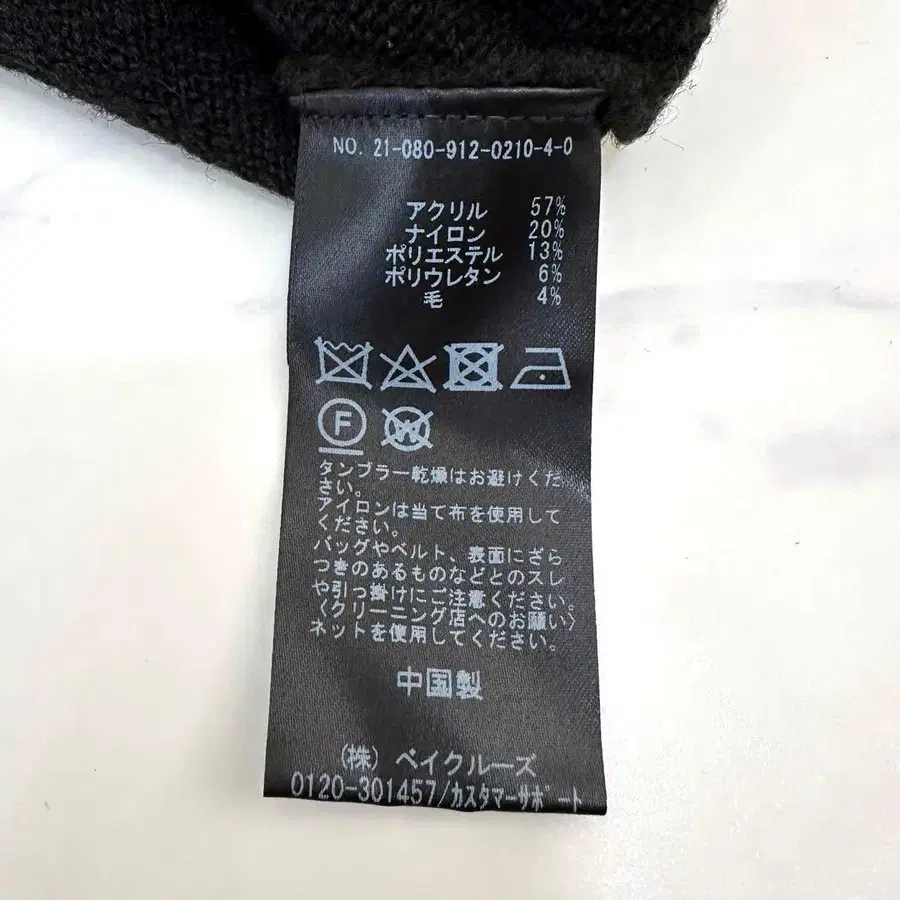 NO. 21-080-912-0210-4-0
アクリル 57%
ナイロン 20%
ポリエステル 13%
ポリウレタン 6%
毛 4%
F
W
タンブラー乾燥はお避けくだ
さい。
アイロンは当て布を使用して
ください。
バッグやベルト、表面にざら
つきのあるものなどとのスレ
や引っ掛けにご注意ください。
〈クリーニング店へのお願い〉
ネットを使用してください。
中国製
(株) ベイクルーズ
0120-301457/カスタマーサポート